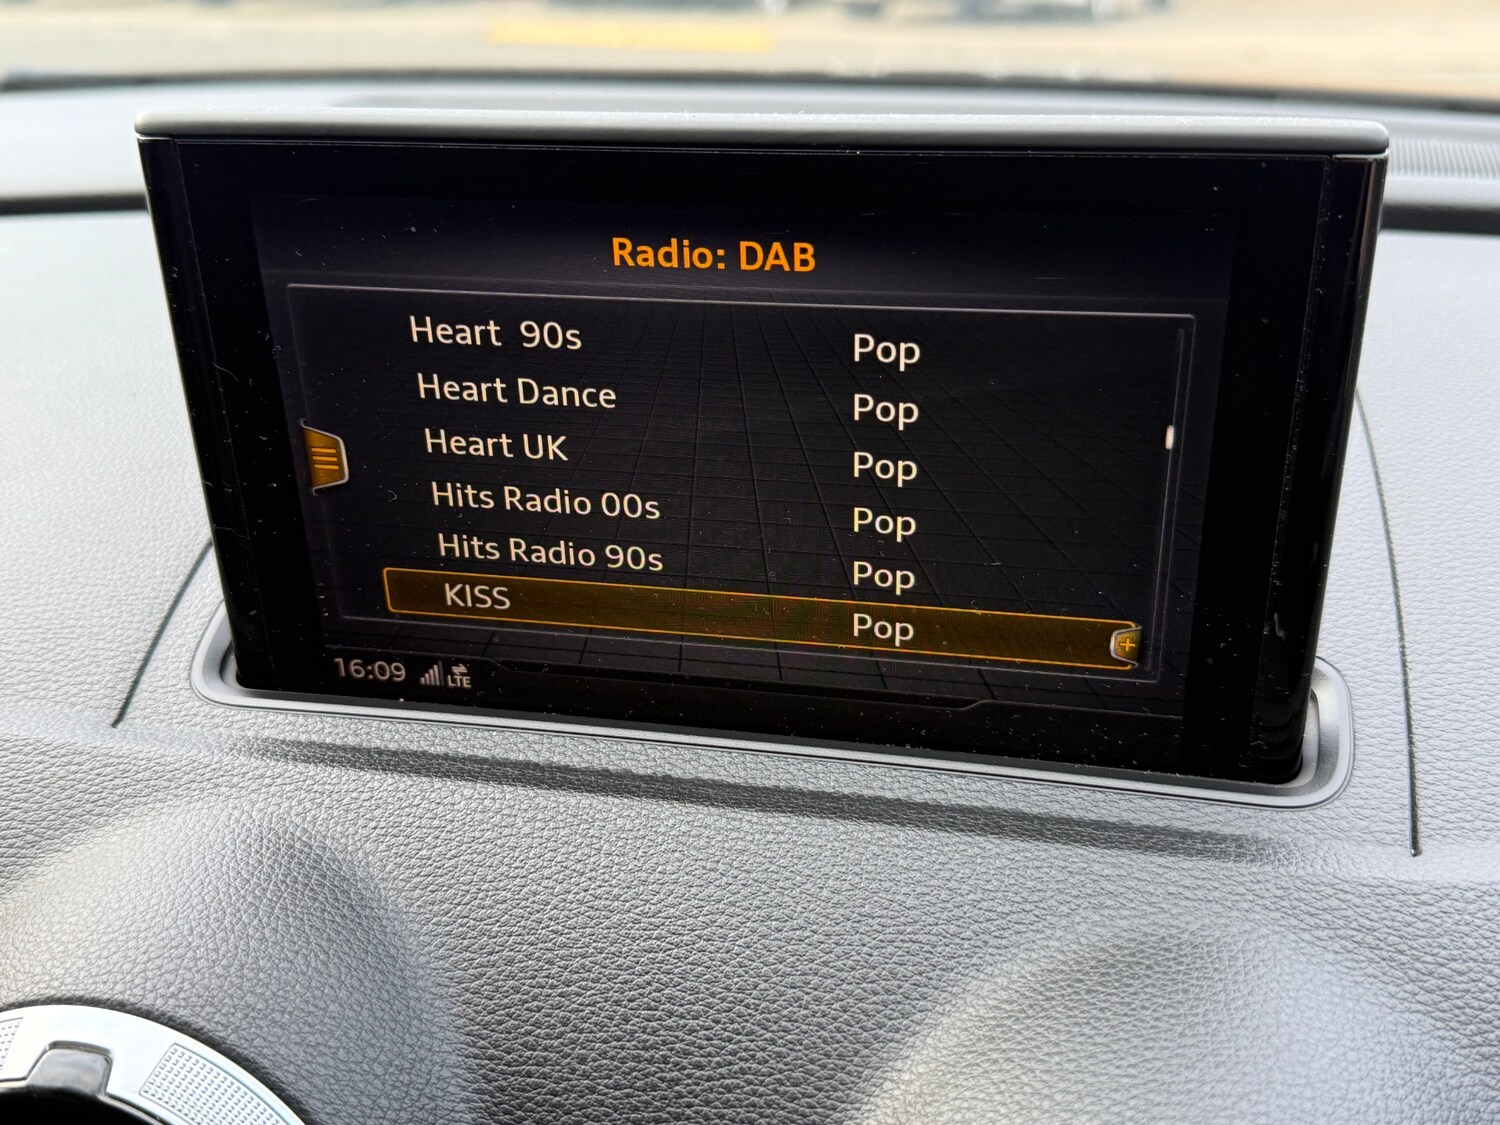 Radio: DAB
Heart 90s Pop
Heart Dance Pop
Heart UK Pop
Hits Radio 00s Pop
Hits Radio 90s Pop
KISS Pop
16:09 LTE